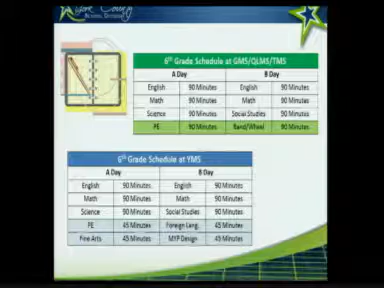 York County
6th Grade Schedule at GMS/QLMS/TMS
A Day B Day
English 90 Minutes English 90 Minutes
Math 90 Minutes Math 90 Minutes
Science 90 Minutes Social Studies 90 Minutes
PE 90 Minutes Band/Wheel 90 Minutes
6th Grade Schedule at YMS
A Day B Day
English 90 Minutes English 90 Minutes
Math 90 Minutes Math 90 Minutes
Science 90 Minutes Social Studies 90 Minutes
PE 45 Minutes Foreign Lang. 45 Minutes
Fine Arts 45 Minutes MYP Design 45 Minutes